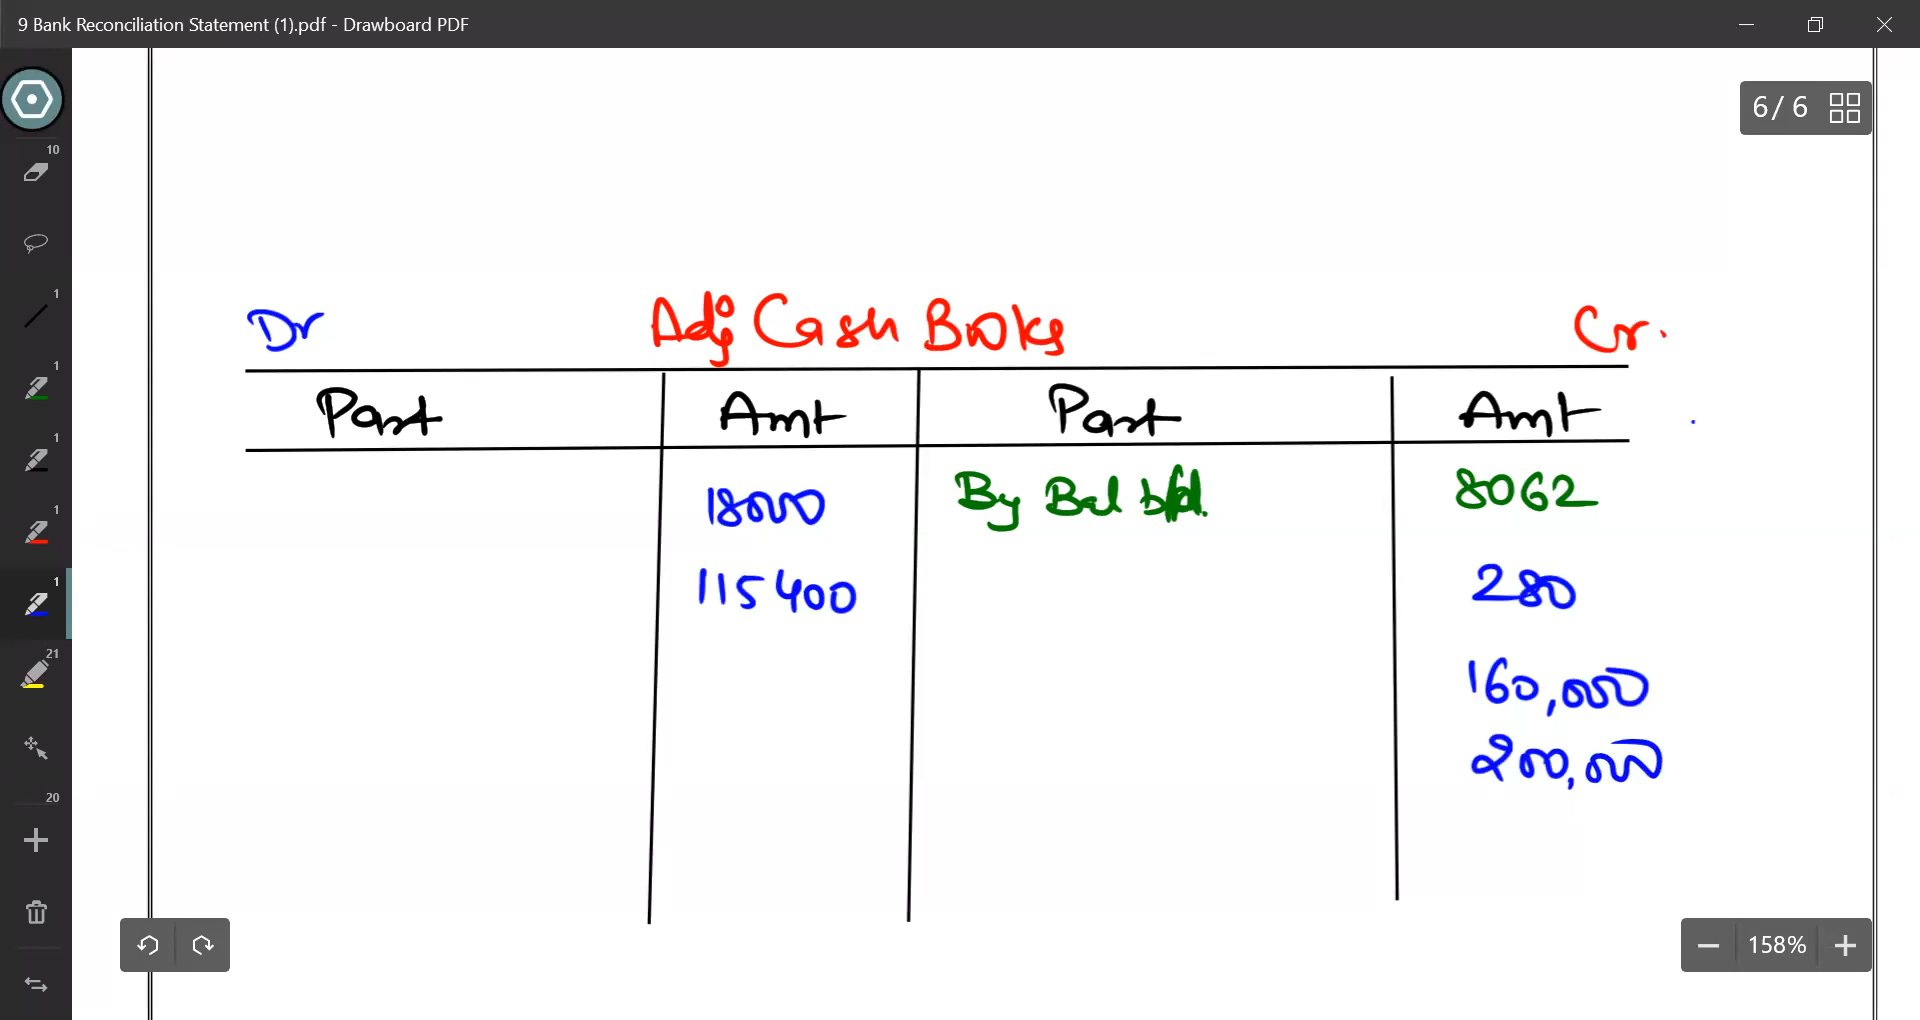 9 Bank Reconciliation Statement (1).pdf - Drawboard PDF
6 / 6
10
1
1
1
1
1
21
20
Dr Adj Cash Books Cr.
Part Amt Part Amt
18000 By Bal b/d. 8062
115400 280
160,000
200,000
158%